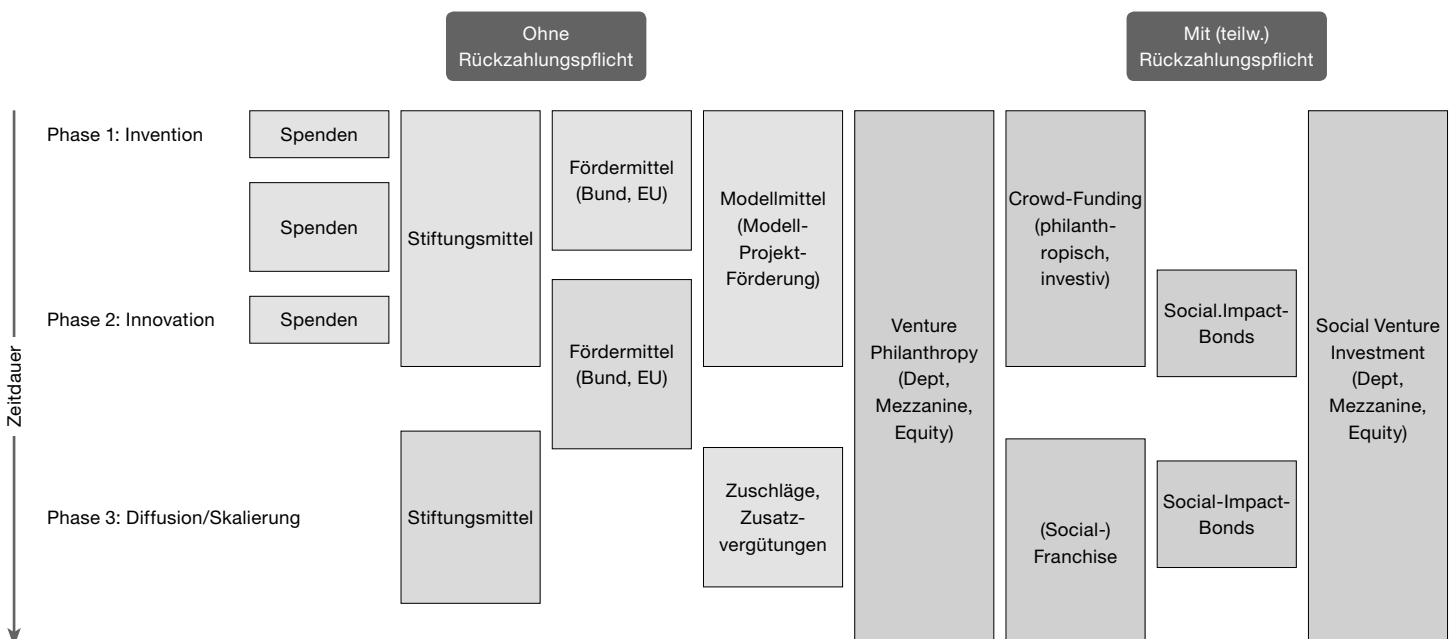 Ohne
Rückzahlungspflicht
Mit (teilw.)
Rückzahlungspflicht
Zeitdauer
Phase 1: Invention
Phase 2: Innovation
Phase 3: Diffusion/Skalierung
Spenden
Spenden
Spenden
Stiftungsmittel
Stiftungsmittel
Fördermittel
(Bund, EU)
Fördermittel
(Bund, EU)
Modellmittel
(Modell-
Projekt-
Förderung)
Zuschläge,
Zusatz-
vergütungen
Venture
Philanthropy
(Dept,
Mezzanine,
Equity)
Crowd-Funding
(philanth-
ropisch,
investiv)
(Social-)
Franchise
Social.Impact-
Bonds
Social-Impact-
Bonds
Social Venture
Investment
(Dept,
Mezzanine,
Equity)